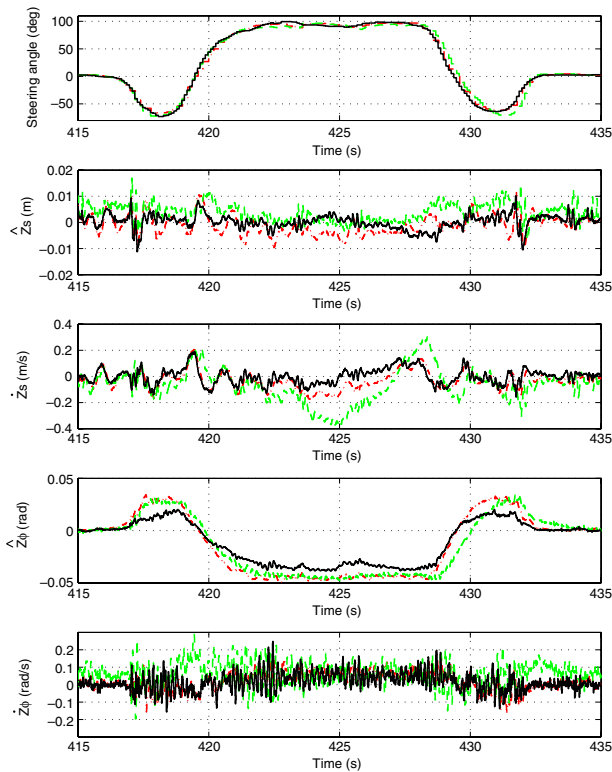 Steering angle (deg)
100
50
0
−50
415 420 425 430 435
Time (s)
Ẑs (m)
0.02
0.01
0
−0.01
−0.02
415 420 425 430 435
Time (s)
Żs (m/s)
0.4
0.2
0
−0.2
−0.4
415 420 425 430 435
Time (s)
Ẑϕ (rad)
0.05
0
−0.05
415 420 425 430 435
Time (s)
Żϕ (rad/s)
0.2
0.1
0
−0.1
−0.2
415 420 425 430 435
Time (s)